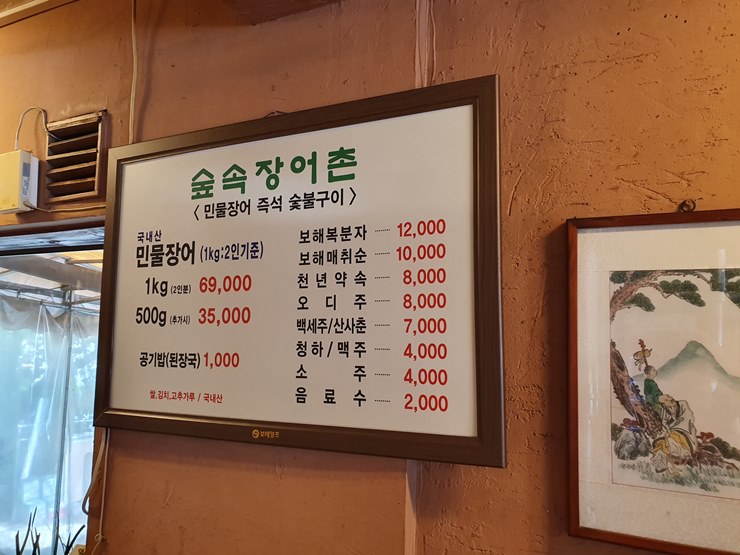 숲속장어촌
< 민물장어 즉석 숯불구이 >
국내산
민물장어 (1kg:2인기준)
1kg (2인분) 69,000
500g (추가시) 35,000
공기밥(된장국) 1,000
쌀,김치,고추가루 / 국내산
보해복분자 ········ 12,000
보해매취순 ········ 10,000
천년약속 ········ 8,000
오디주 ········ 8,000
백세주/산사춘 ········ 7,000
청하/맥주 ········ 4,000
소주 ········ 4,000
음료수 ········ 2,000
보해양조